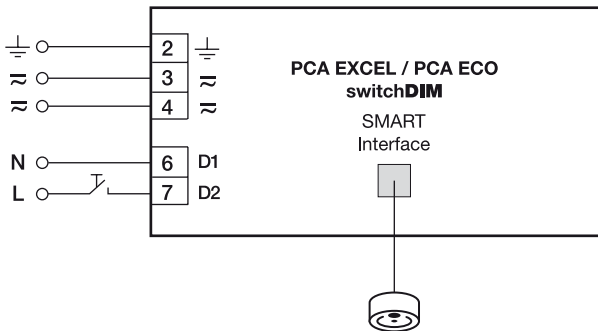 2
3
4
PCA EXCEL / PCA ECO
switchDIM
SMART
Interface
N 6 D1
L 7 D2